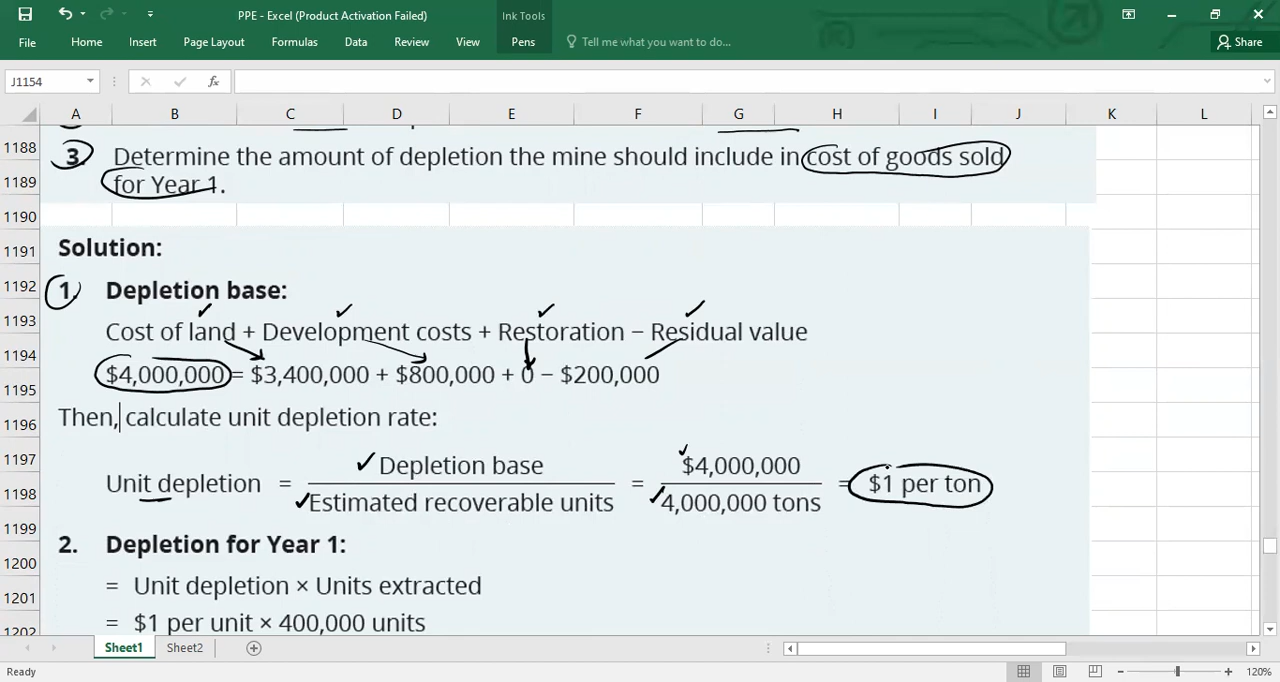 PPE - Excel (Product Activation Failed)
Ink Tools
File Home Insert Page Layout Formulas Data Review View Pens Tell me what you want to do... Share
J1154 fx
A B C D E F G H I J K L
1188 3. Determine the amount of depletion the mine should include in cost of goods sold
1189 for Year 1.
1190
1191 Solution:
1192 1. Depletion base:
1193 Cost of land + Development costs + Restoration − Residual value
1194
1195 $4,000,000 = $3,400,000 + $800,000 + 0 − $200,000
1196 Then, calculate unit depletion rate:
1197 Depletion base $4,000,000
1198 Unit depletion = = = $1 per ton
Estimated recoverable units 4,000,000 tons
1199
1200 2. Depletion for Year 1:
1201 = Unit depletion × Units extracted
1202 = $1 per unit × 400,000 units
Sheet1 Sheet2
Ready 120%